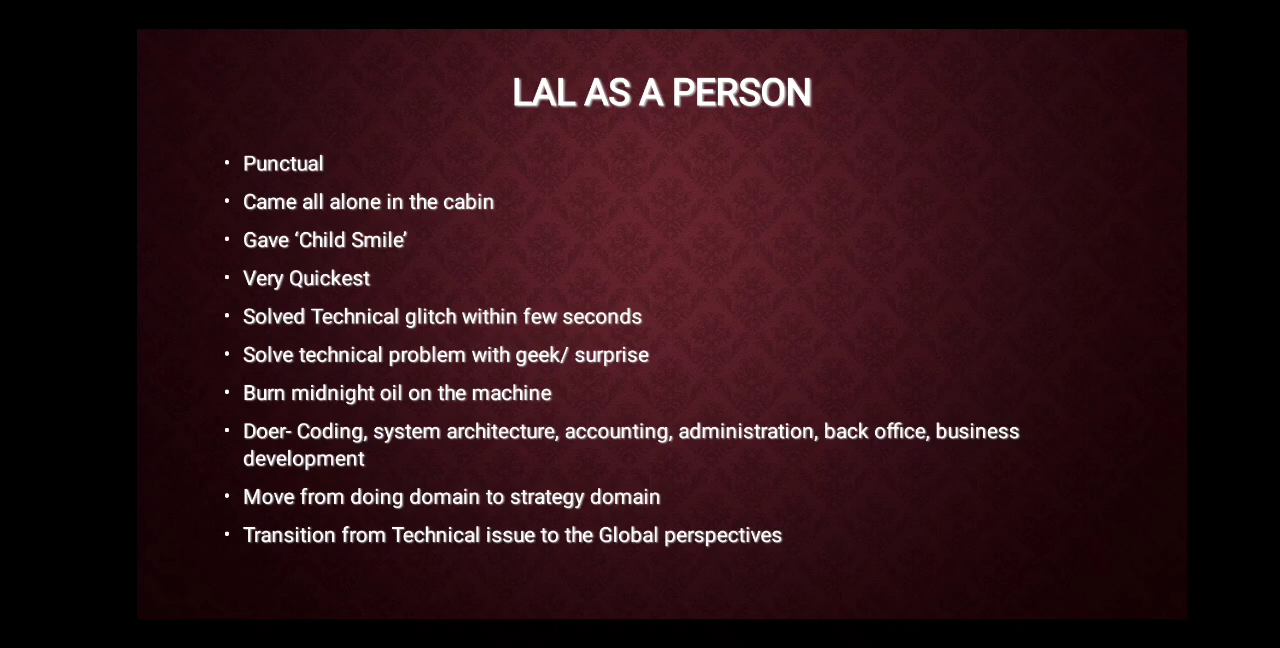 LAL AS A PERSON
• Punctual
• Came all alone in the cabin
• Gave ‘Child Smile’
• Very Quickest
• Solved Technical glitch within few seconds
• Solve technical problem with geek/ surprise
• Burn midnight oil on the machine
• Doer- Coding, system architecture, accounting, administration, back office, business
development
• Move from doing domain to strategy domain
• Transition from Technical issue to the Global perspectives